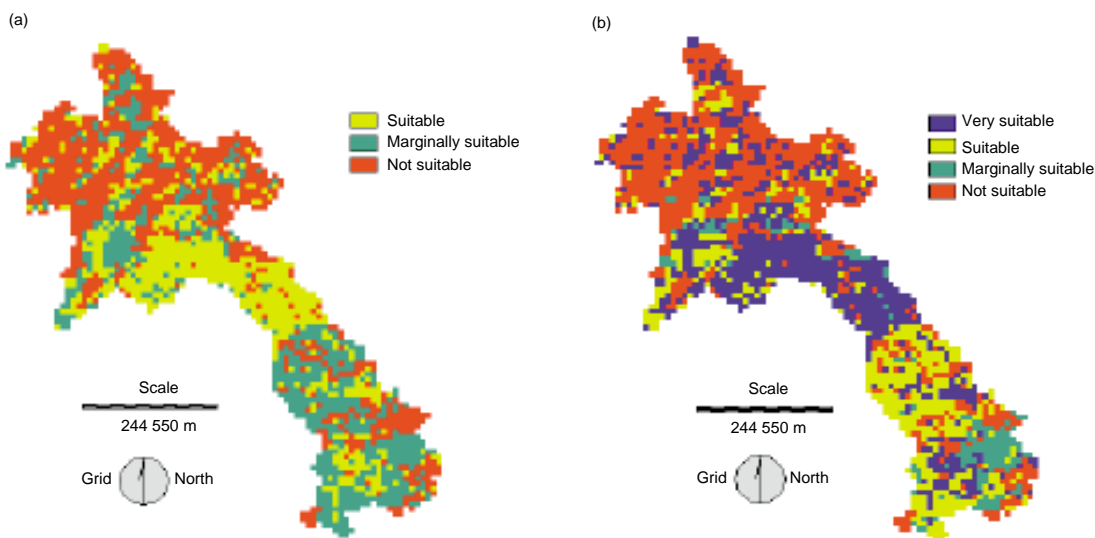 (a)
Suitable
Marginally suitable
Not suitable
Scale
244 550 m
Grid North
(b)
Very suitable
Suitable
Marginally suitable
Not suitable
Scale
244 550 m
Grid North